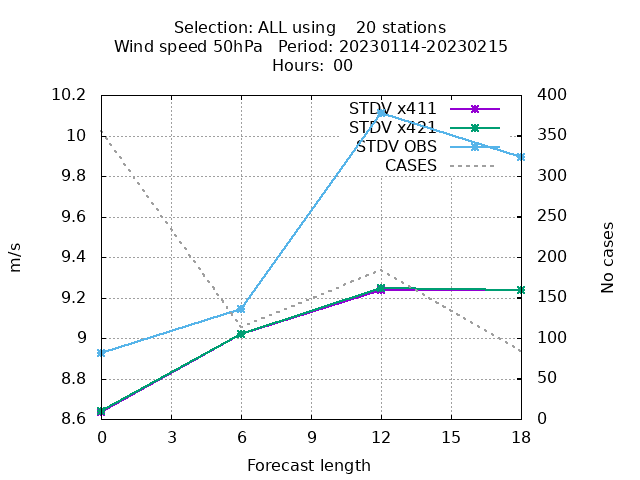 Selection: ALL using    20 stations
Wind speed 50hPa   Period: 20230114-20230215
Hours:  00
STDV x411
STDV x421
STDV OBS
CASES
10.2
10
9.8
9.6
9.4
9.2
9
8.8
8.6
400
350
300
250
200
150
100
50
0
m/s
No cases
0 3 6 9 12 15 18
Forecast length